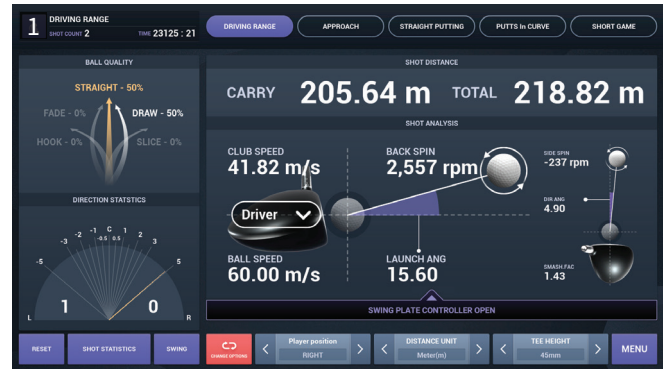 1
DRIVING RANGE
SHOT COUNT 2
TIME 23125 : 21
DRIVING RANGE
APPROACH
STRAIGHT PUTTING
PUTTS In CURVE
SHORT GAME
BALL QUALITY
STRAIGHT - 50%
FADE - 0%
DRAW - 50%
HOOK - 0%
SLICE - 0%
DIRECTION STATISTICS
-5 -3 -2 -1 C 1 2 3 5
-0.5 0.5
1 0
L R
SHOT DISTANCE
CARRY 205.64 m TOTAL 218.82 m
SHOT ANALYSIS
CLUB SPEED
41.82 m/s
BACK SPIN
2,557 rpm
SIDE SPIN
-237 rpm
Driver
DIR.ANG
4.90
BALL SPEED
60.00 m/s
LAUNCH ANG
15.60
SMASH.FAC
1.43
SWING PLATE CONTROLLER OPEN
RESET
SHOT STATISTICS
SWING
CHANGE OPTIONS
Player position
RIGHT
DISTANCE UNIT
Meter(m)
TEE HEIGHT
45mm
MENU